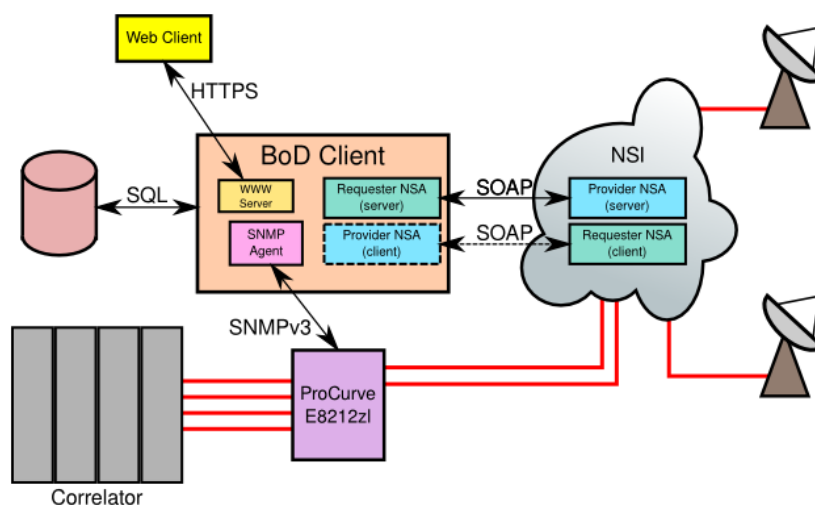 Web Client
HTTPS
BoD Client
NSI
WWW
Server
Requester NSA
(server)
SOAP
Provider NSA
(server)
SQL
SNMP
Agent
Provider NSA
(client)
SOAP
Requester NSA
(client)
SNMPv3
ProCurve
E8212zl
Correlator